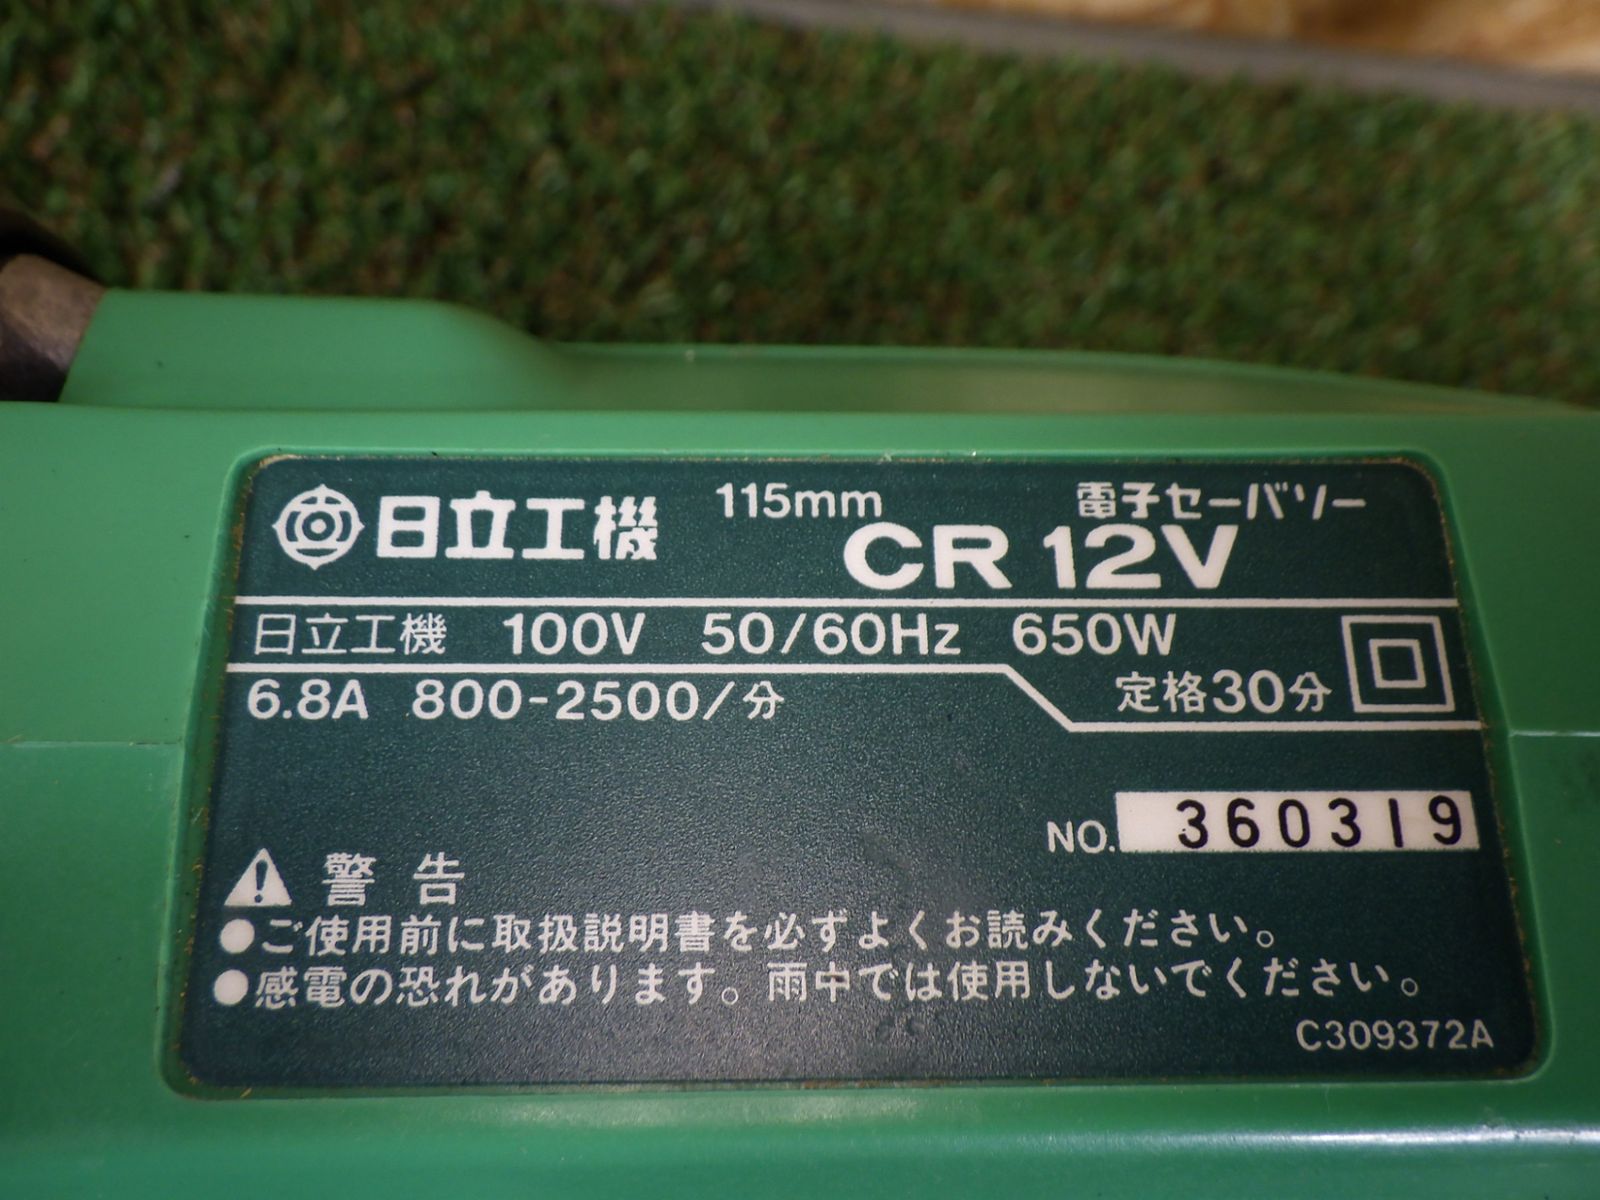 日立工機 115mm 電子セーバソー
CR 12V
日立工機 100V 50/60Hz 650W
6.8A 800-2500/分 定格30分
NO. 360319
警告
●ご使用前に取扱説明書を必ずよくお読みください。
●感電の恐れがあります。雨中では使用しないでください。
C309372A